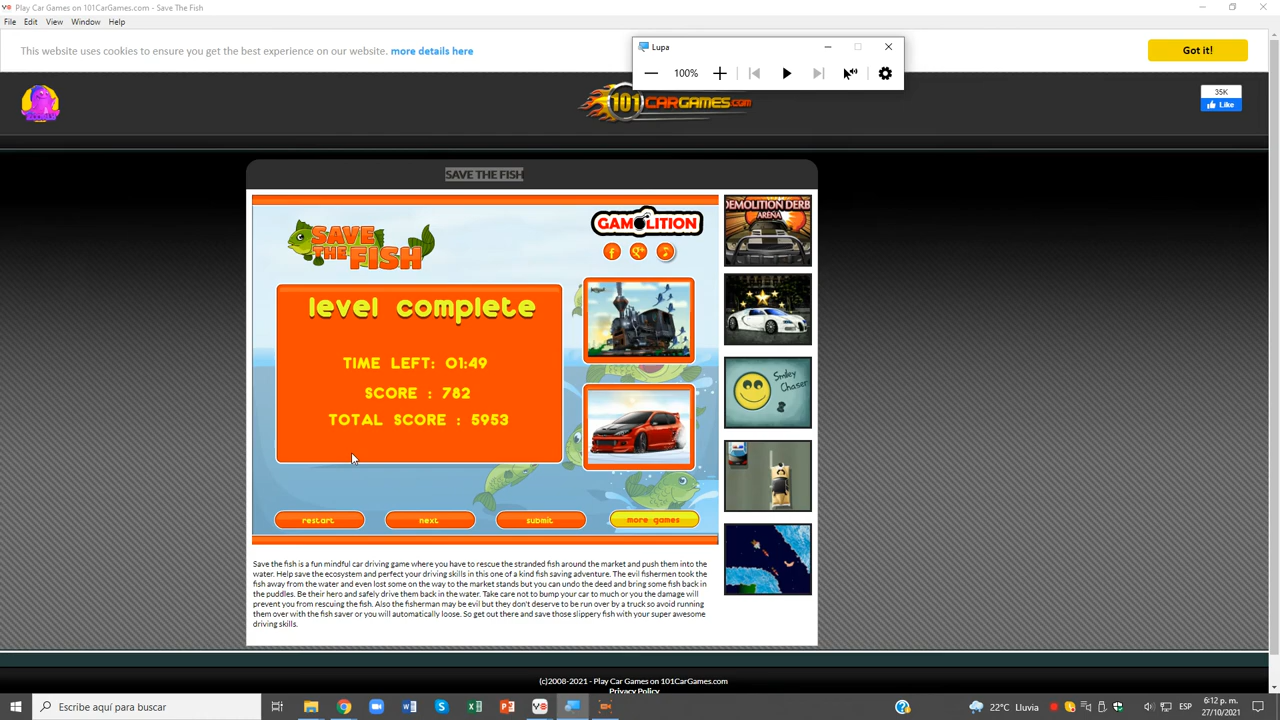 Play Car Games on 101CarGames.com - Save The Fish
File Edit View Window Help
This website uses cookies to ensure you get the best experience on our website. more details here
Got it!
Lupa
100%
101CARGAMES.COM
35K
Like
SAVE THE FISH
SAVE THE FISH
GAMOLITION
f g+
level complete
TIME LEFT: 01:49
SCORE : 782
TOTAL SCORE : 5953
restart next submit more games
DEMOLITION DERB
ARENA
Smiley
Chaser
2
Save the fish is a fun mindful car driving game where you have to rescue the stranded fish around the market and push them into the
water. Help save the ecosystem and perfect your driving skills in this one of a kind fish saving adventure. The evil fishermen took the
fish away from the water and even lost some on the way to the market stands but you can undo the deed and bring some fish back in
the puddles. Be their hero and safely drive them back in the water. Take care not to bump your car to much or you the damage will
prevent you from rescuing the fish. Also the fisherman may be evil but they don't deserve to be run over by a truck so avoid running
them over with the fish saver or you will automatically loose. So get out there and save those slippery fish with your super awesome
driving skills.
(c)2008-2021 - Play Car Games on 101CarGames.com
Privacy Policy
Escribe aquí para buscar
22°C Lluvia
ESP
6:12 p. m.
27/10/2021